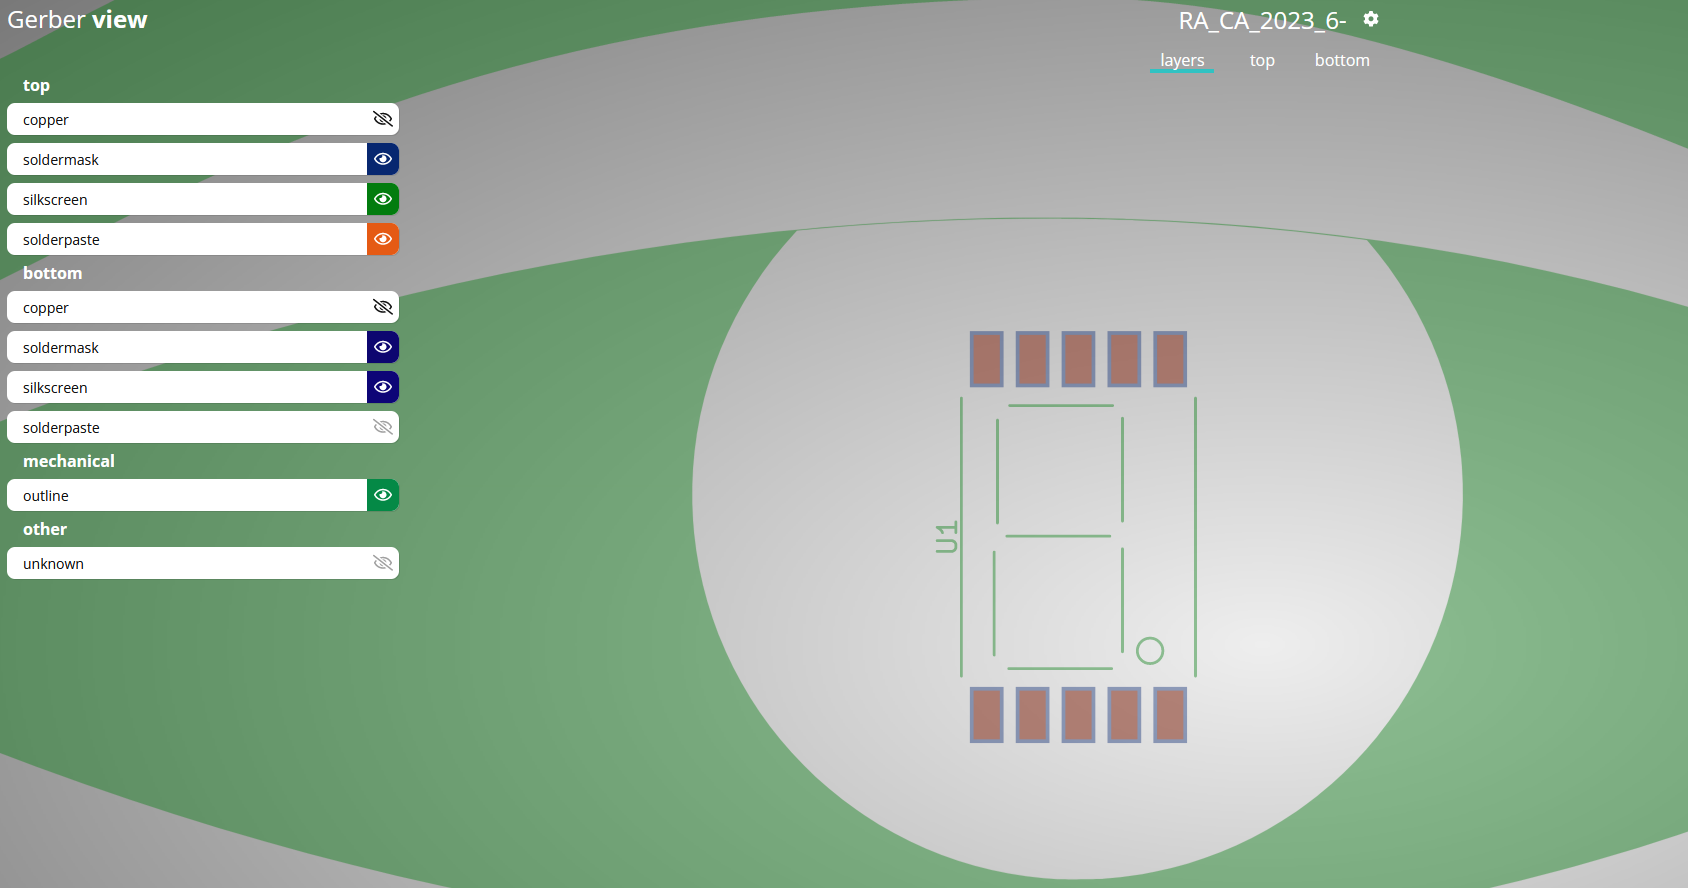 Gerber view
RA_CA_2023_6-
layers
top
bottom
top
copper
soldermask
silkscreen
solderpaste
bottom
copper
soldermask
silkscreen
solderpaste
mechanical
outline
other
unknown
U1